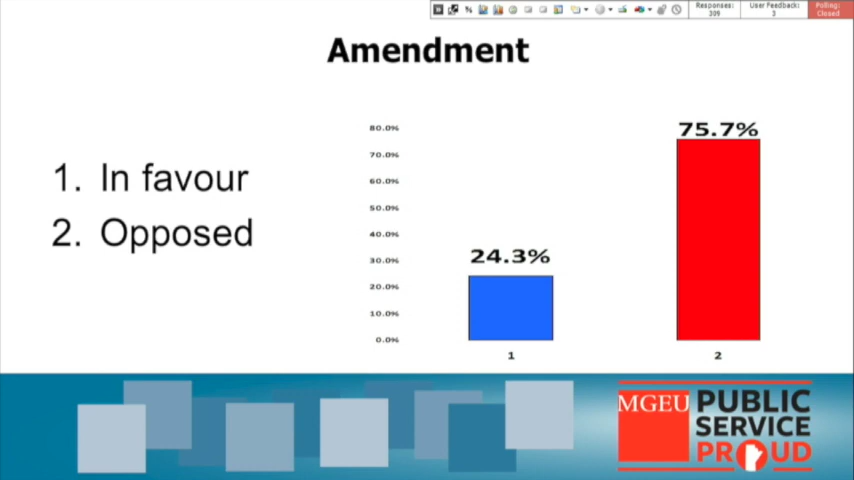 Responses:
309
User Feedback:
3
Polling:
Closed
Amendment
1. In favour
2. Opposed
80.0%
70.0%
60.0%
50.0%
40.0%
30.0%
20.0%
10.0%
0.0%
24.3%
75.7%
1
2
MGEU
PUBLIC
SERVICE
PROUD